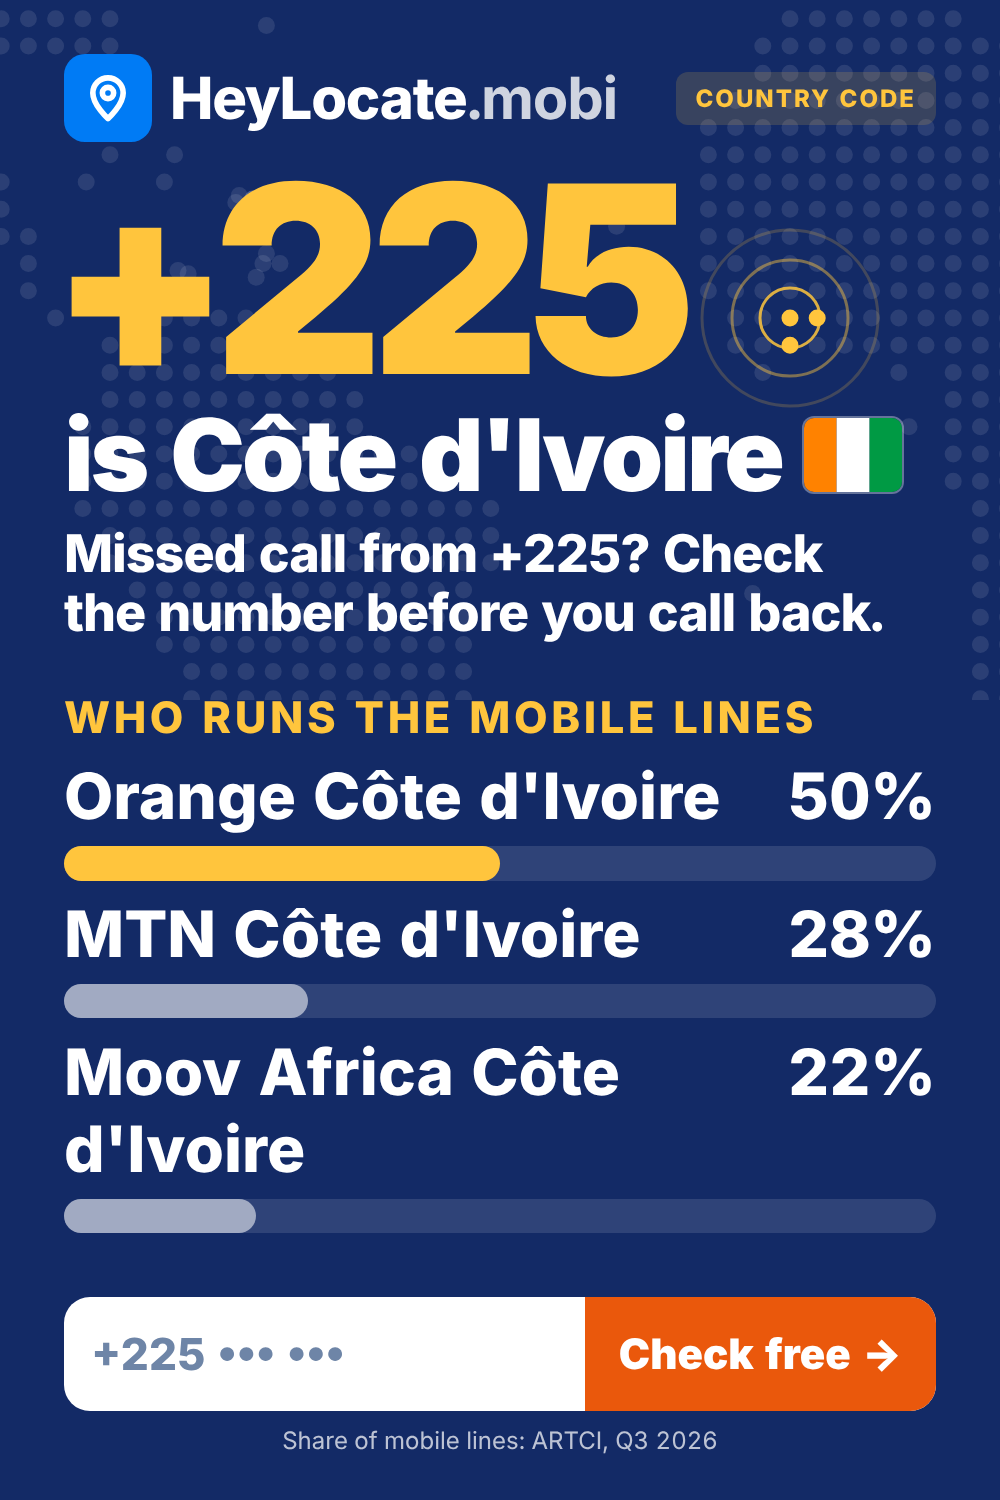 HeyLocate.mobi
COUNTRY CODE
+225
is Côte d'Ivoire
Missed call from +225? Check
the number before you call back.
WHO RUNS THE MOBILE LINES
Orange Côte d'Ivoire 50%
MTN Côte d'Ivoire 28%
Moov Africa Côte 22%
d'Ivoire
+225 ••• •••
Check free →
Share of mobile lines: ARTCI, Q3 2026